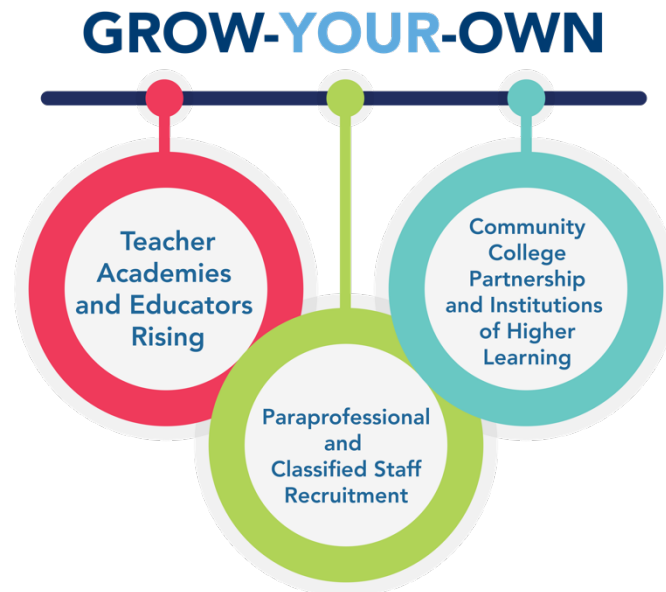 GROW-YOUR-OWN
Teacher
Academies
and Educators
Rising
Paraprofessional
and
Classified Staff
Recruitment
Community
College
Partnership
and Institutions
of Higher
Learning